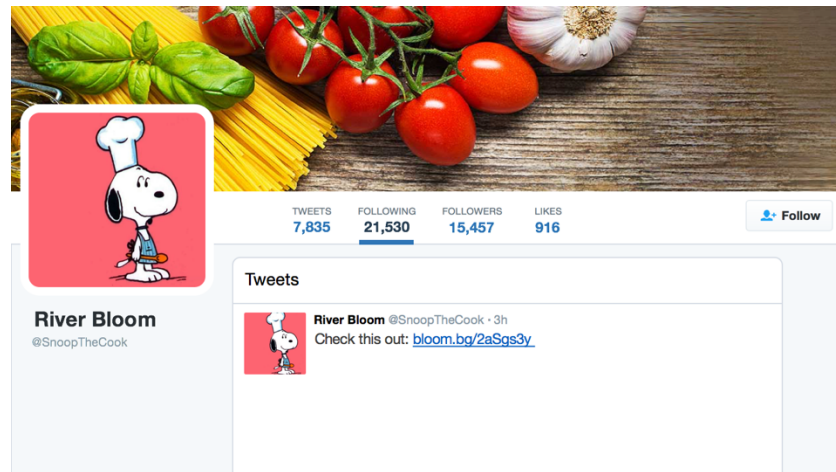 TWEETS FOLLOWING FOLLOWERS LIKES
7,835 21,530 15,457 916
Follow
Tweets
River Bloom
@SnoopTheCook
River Bloom @SnoopTheCook · 3h
Check this out: bloom.bg/2aSgs3y